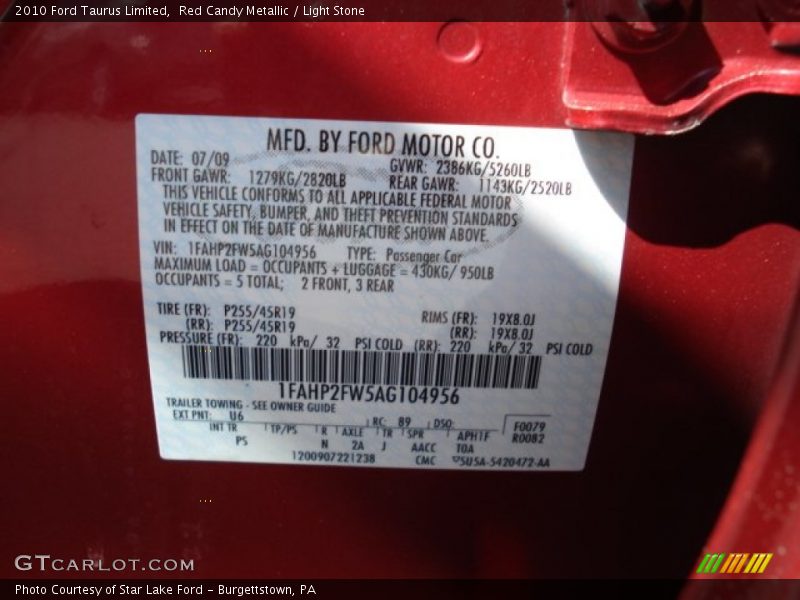 2010 Ford Taurus Limited, Red Candy Metallic / Light Stone
MFD. BY FORD MOTOR CO.
DATE: 07/09 GVWR: 2386KG/5260LB
FRONT GAWR: 1279KG/2820LB REAR GAWR: 1143KG/2520LB
THIS VEHICLE CONFORMS TO ALL APPLICABLE FEDERAL MOTOR
VEHICLE SAFETY, BUMPER, AND THEFT PREVENTION STANDARDS
IN EFFECT ON THE DATE OF MANUFACTURE SHOWN ABOVE.
VIN: 1FAHP2FW5AG104956 TYPE: Passenger Car
MAXIMUM LOAD = OCCUPANTS + LUGGAGE = 430KG/ 950LB
OCCUPANTS = 5 TOTAL; 2 FRONT, 3 REAR
TIRE (FR): P255/45R19 RIMS (FR): 19X8.0J
(RR): P255/45R19 (RR): 19X8.0J
PRESSURE (FR): 220 kPa/ 32 PSI COLD (RR): 220 kPa/ 32 PSI COLD
1FAHP2FW5AG104956
TRAILER TOWING - SEE OWNER GUIDE
EXT PNT: U6 RC: 89 DSO: F0079
INT TR TP/PS R AXLE TR SPR APHTF R0082
PS N 2A J AACC TOA
1200907221238 CMC 5U5A-5420472-AA
GTCARLOT.COM
Photo Courtesy of Star Lake Ford - Burgettstown, PA